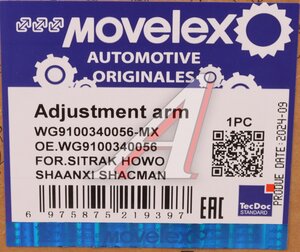 MOVELEX
AUTOMOTIVE
ORIGINALES
Adjustment arm
WG9100340056-MX
OE.WG9100340056
FOR.SITRAK HOWO
SHAANXI SHACMAN
1PC
6 975875 219397
EAC
TecDoc
STANDARD
PRODUE DATE:2024-09